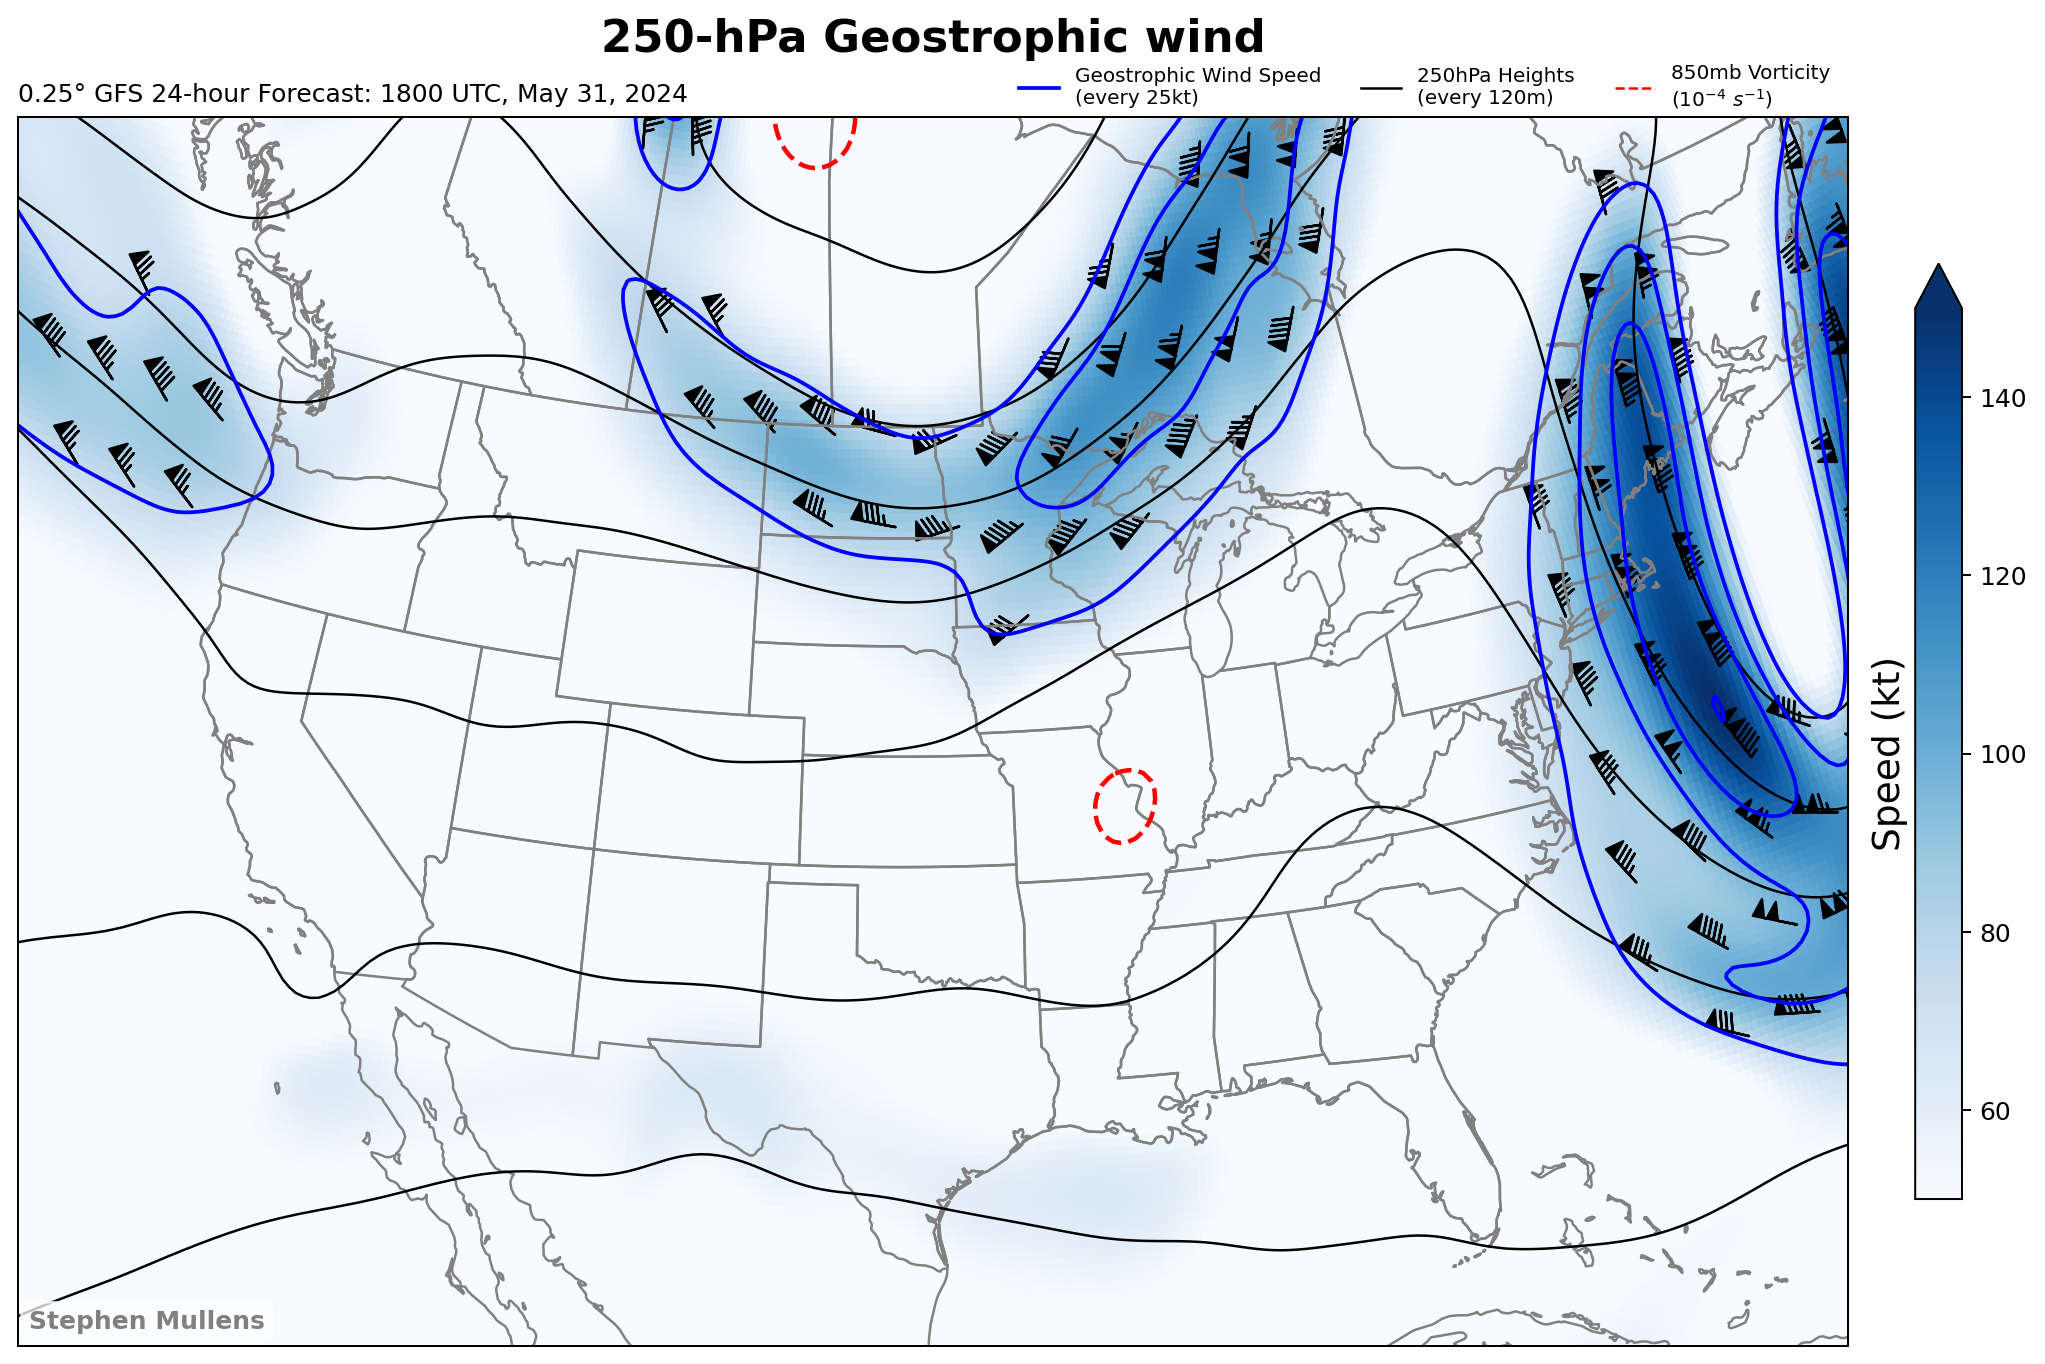 250-hPa Geostrophic wind
0.25° GFS 24-hour Forecast: 1800 UTC, May 31, 2024
Geostrophic Wind Speed
(every 25kt)
250hPa Heights
(every 120m)
850mb Vorticity
(10⁻⁴ s⁻¹)
140
120
100
80
60
Speed (kt)
Stephen Mullens